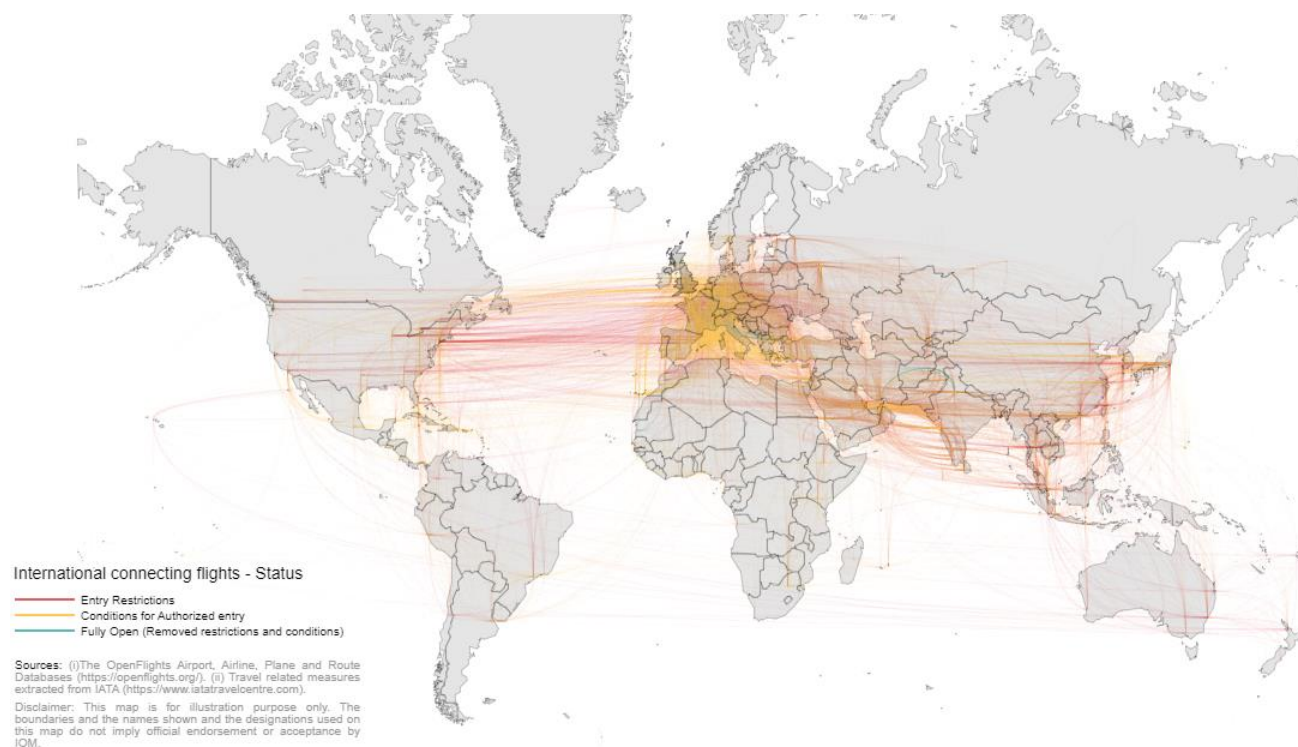 International connecting flights - Status
Entry Restrictions
Conditions for Authorized entry
Fully Open (Removed restrictions and conditions)
Sources: (i)The OpenFlights Airport, Airline, Plane and Route
Databases (https://openflights.org/). (ii) Travel related measures
extracted from IATA (https://www.iatatravelcentre.com).
Disclaimer: This map is for illustration purpose only. The
boundaries and the names shown and the designations used on
this map do not imply official endorsement or acceptance by
IOM.